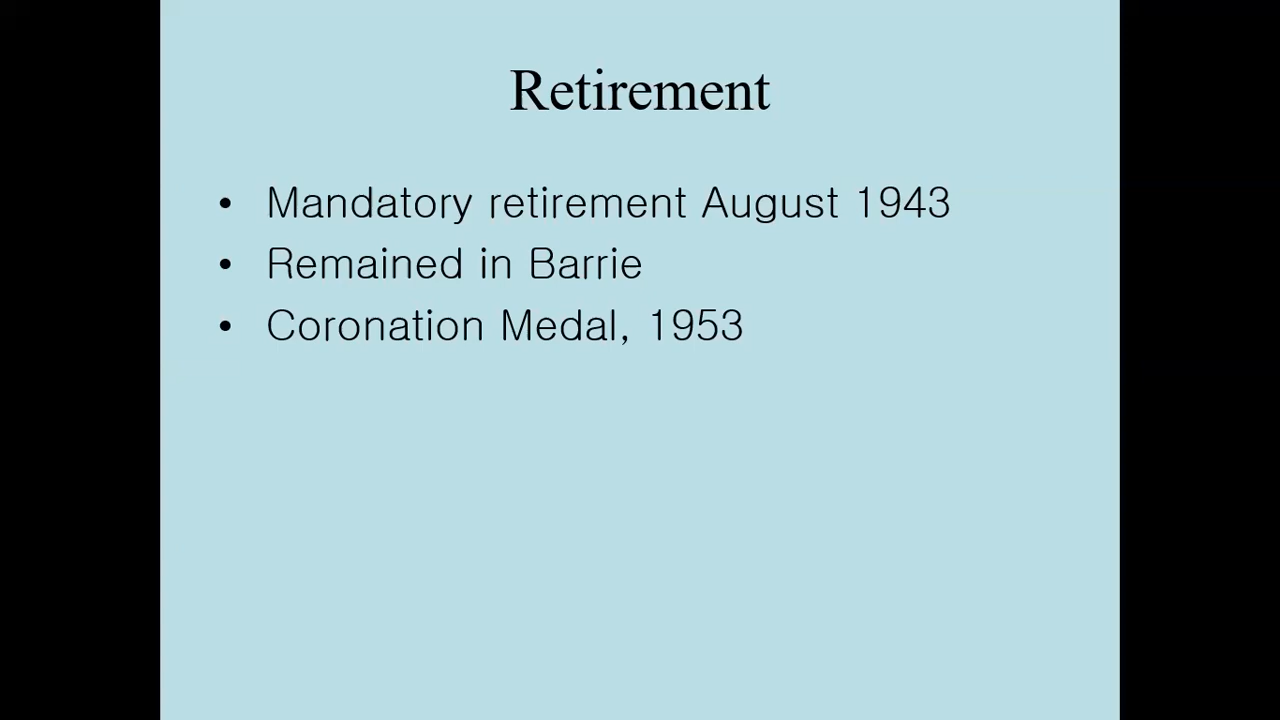 Retirement
• Mandatory retirement August 1943
• Remained in Barrie
• Coronation Medal, 1953